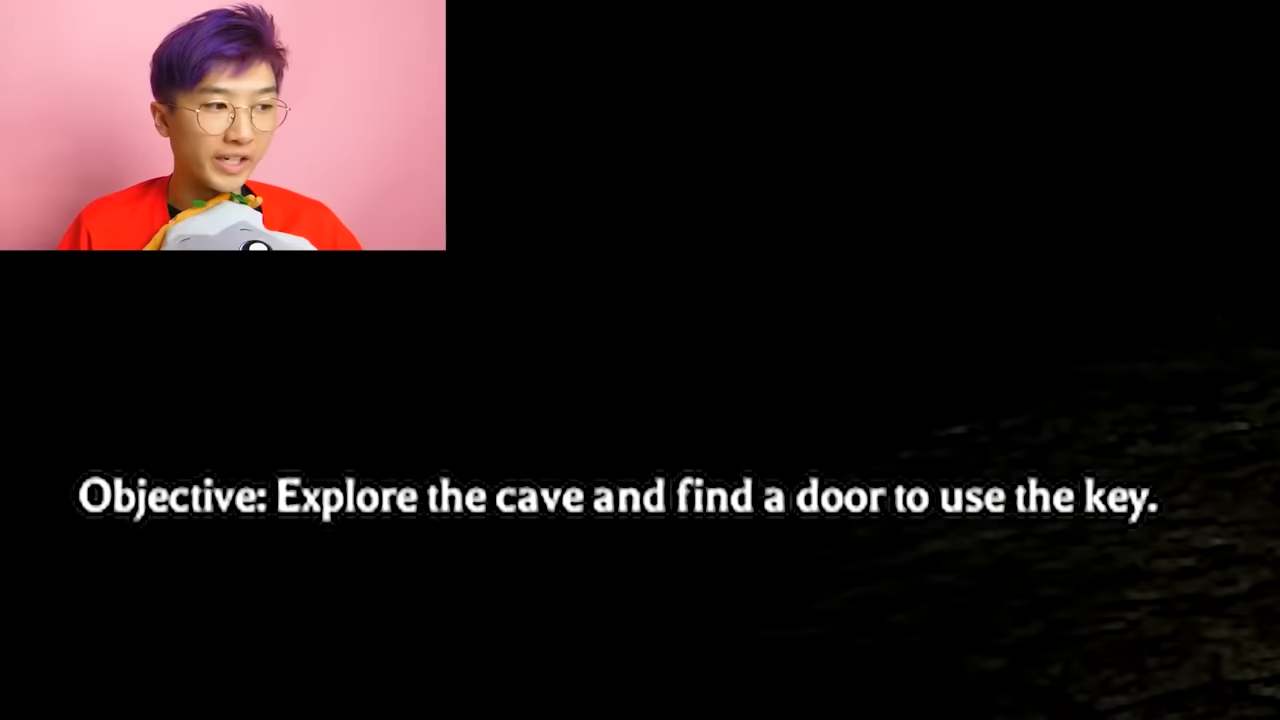 Objective: Explore the cave and find a door to use the key.